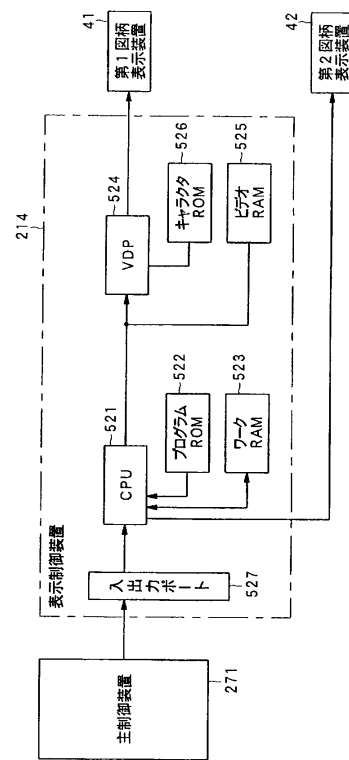 主制御装置
271
表示制御装置
214
入出力ポート
527
CPU
521
プログラム
ROM
522
ワーク
RAM
523
VDP
524
キャラクタ
ROM
526
ビデオ
RAM
525
第1図柄
表示装置
41
第2図柄
表示装置
42